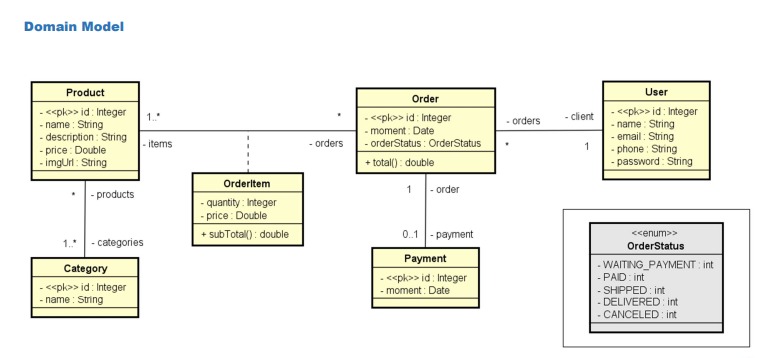 Domain Model
Product
- <<pk>> id : Integer
- name : String
- description : String
- price : Double
- imgUrl : String
1..*
*
- items
- orders
Order
- <<pk>> id : Integer
- moment : Date
- orderStatus : OrderStatus
+ total() : double
- orders
- client
*
1
User
- <<pk>> id : Integer
- name : String
- email : String
- phone : String
- password : String
OrderItem
- quantity : Integer
- price : Double
+ subTotal() : double
* - products
1..* - categories
Category
- <<pk>> id : Integer
- name : String
1 - order
0..1 - payment
Payment
- <<pk>> id : Integer
- moment : Date
<<enum>>
OrderStatus
- WAITING_PAYMENT : int
- PAID : int
- SHIPPED : int
- DELIVERED : int
- CANCELED : int